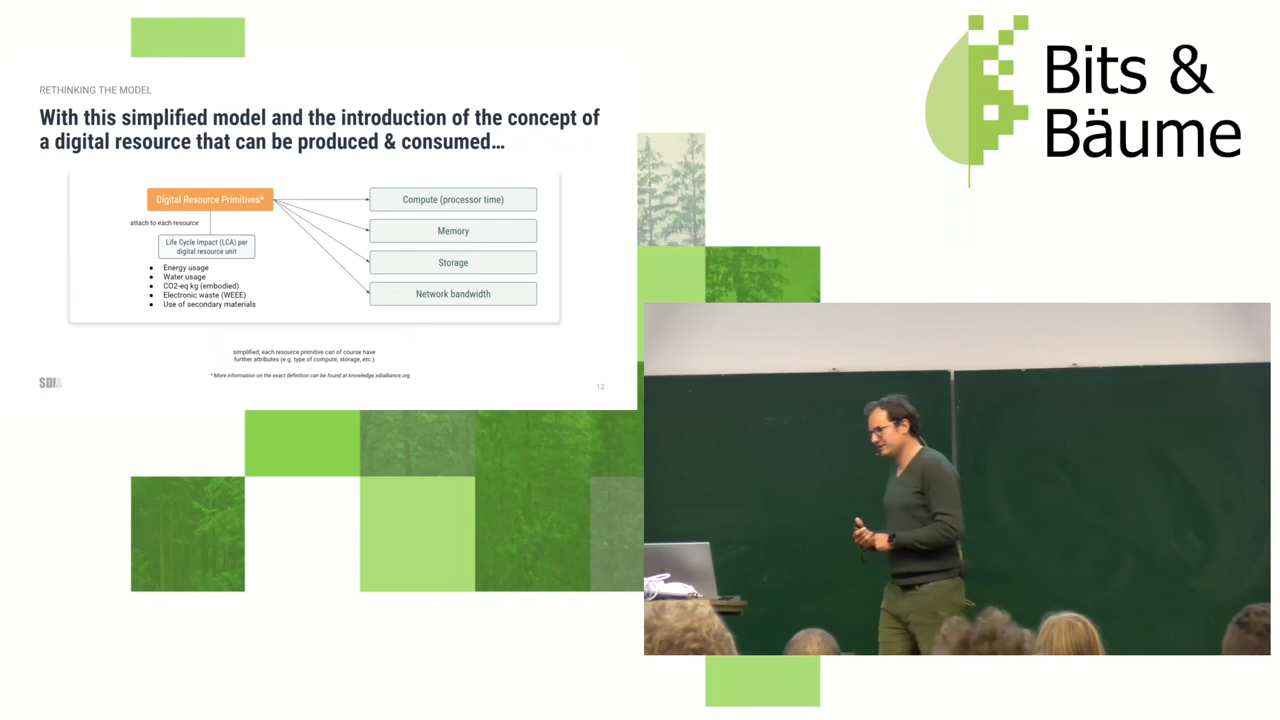 RETHINKING THE MODEL
With this simplified model and the introduction of the concept of
a digital resource that can be produced & consumed…
Digital Resource Primitives*
attach to each resource
Life Cycle Impact (LCA) per
digital resource unit
● Energy usage
● Water usage
● CO2-eq kg (embodied)
● Electronic waste (WEEE)
● Use of secondary materials
Compute (processor time)
Memory
Storage
Network bandwidth
simplified, each resource primitive can of course have
further attributes (e.g. type of compute, storage, etc.)
* More information on the exact definition can be found at knowledge.sdialliance.org
SDIA
12
Bits &
Bäume